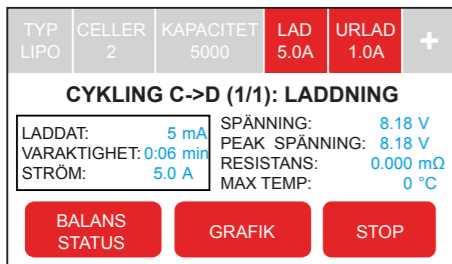 TYP CELLER KAPACITET LAD URLAD +
LIPO 2 5000 5.0A 1.0A
CYKLING C->D (1/1): LADDNING
LADDAT: 5 mA
VARAKTIGHET: 0:06 min
STRÖM: 5.0 A
SPÄNNING: 8.18 V
PEAK SPÄNNING: 8.18 V
RESISTANS: 0.000 mΩ
MAX TEMP: 0 °C
BALANS
STATUS
GRAFIK
STOP